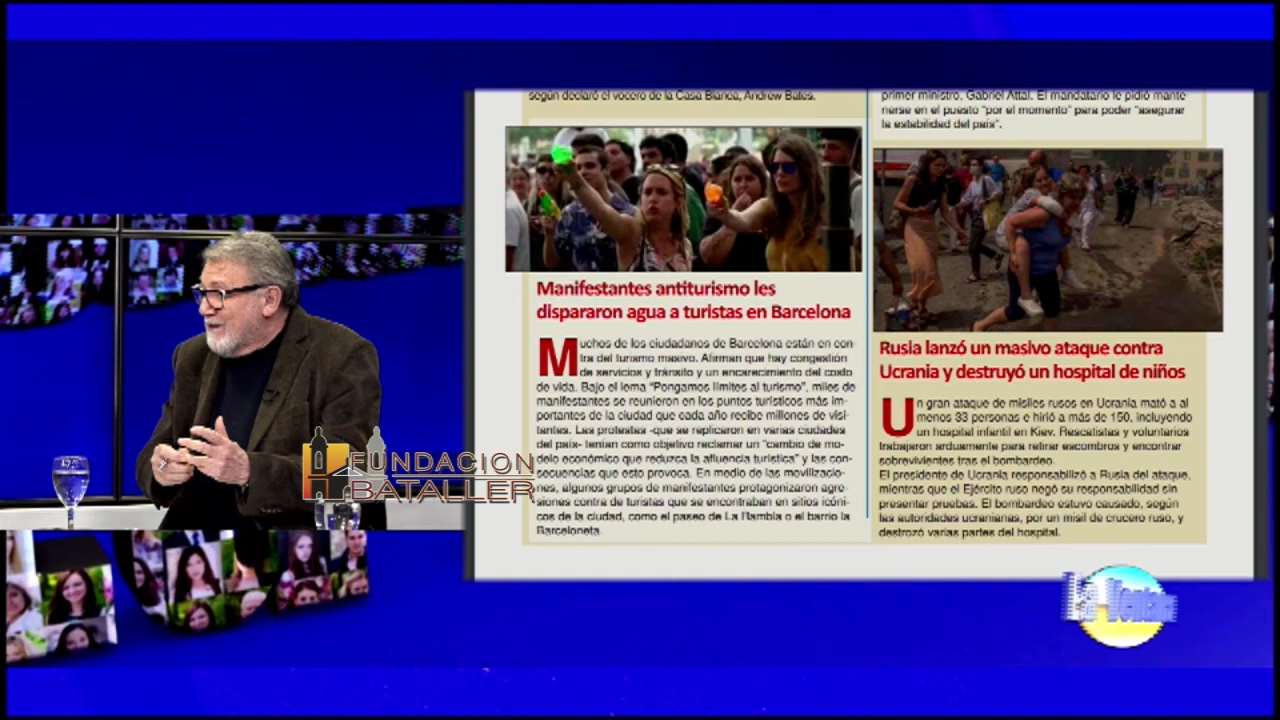 según declaró el vocero de la Casa Blanca, Andrew Bates.
Manifestantes antiturismo les
dispararon agua a turistas en Barcelona
Muchos de los ciudadanos de Barcelona están en con-
tra del turismo masivo. Afirman que hay congestión
de servicios y tránsito y un encarecimiento del costo
de vida. Bajo el lema "Pongamos límites al turismo", miles de
manifestantes se reunieron en los puntos turísticos más im-
portantes de la ciudad que cada año recibe millones de visi-
tantes. Las protestas -que se replicaron en varias ciudades
del país- tenían como objetivo reclamar un "cambio de mo-
delo económico que reduzca la afluencia turística" y las con-
secuencias que esto provoca. En medio de las movilizacio-
nes, algunos grupos de manifestantes protagonizaron agre-
siones contra de turistas que se encontraban en sitios icóni-
cos de la ciudad, como el paseo de La Rambla o el barrio la
Barceloneta.
primer ministro, Gabriel Attal. El mandatario le pidió mante
nerse en el puesto "por el momento" para poder "asegurar
la estabilidad del país".
Rusia lanzó un masivo ataque contra
Ucrania y destruyó un hospital de niños
Un gran ataque de misiles rusos en Ucrania mató a al
menos 33 personas e hirió a más de 150, incluyendo
un hospital infantil en Kiev. Rescatistas y voluntarios
trabajaron arduamente para retirar escombros y encontrar
sobrevivientes tras el bombardeo.
El presidente de Ucrania responsabilizó a Rusia del ataque,
mientras que el Ejército ruso negó su responsabilidad sin
presentar pruebas. El bombardeo estuvo causado, según
las autoridades ucranianas, por un misil de crucero ruso, y
destrozó varias partes del hospital.
FUNDACION
BATALLER
La Ventana